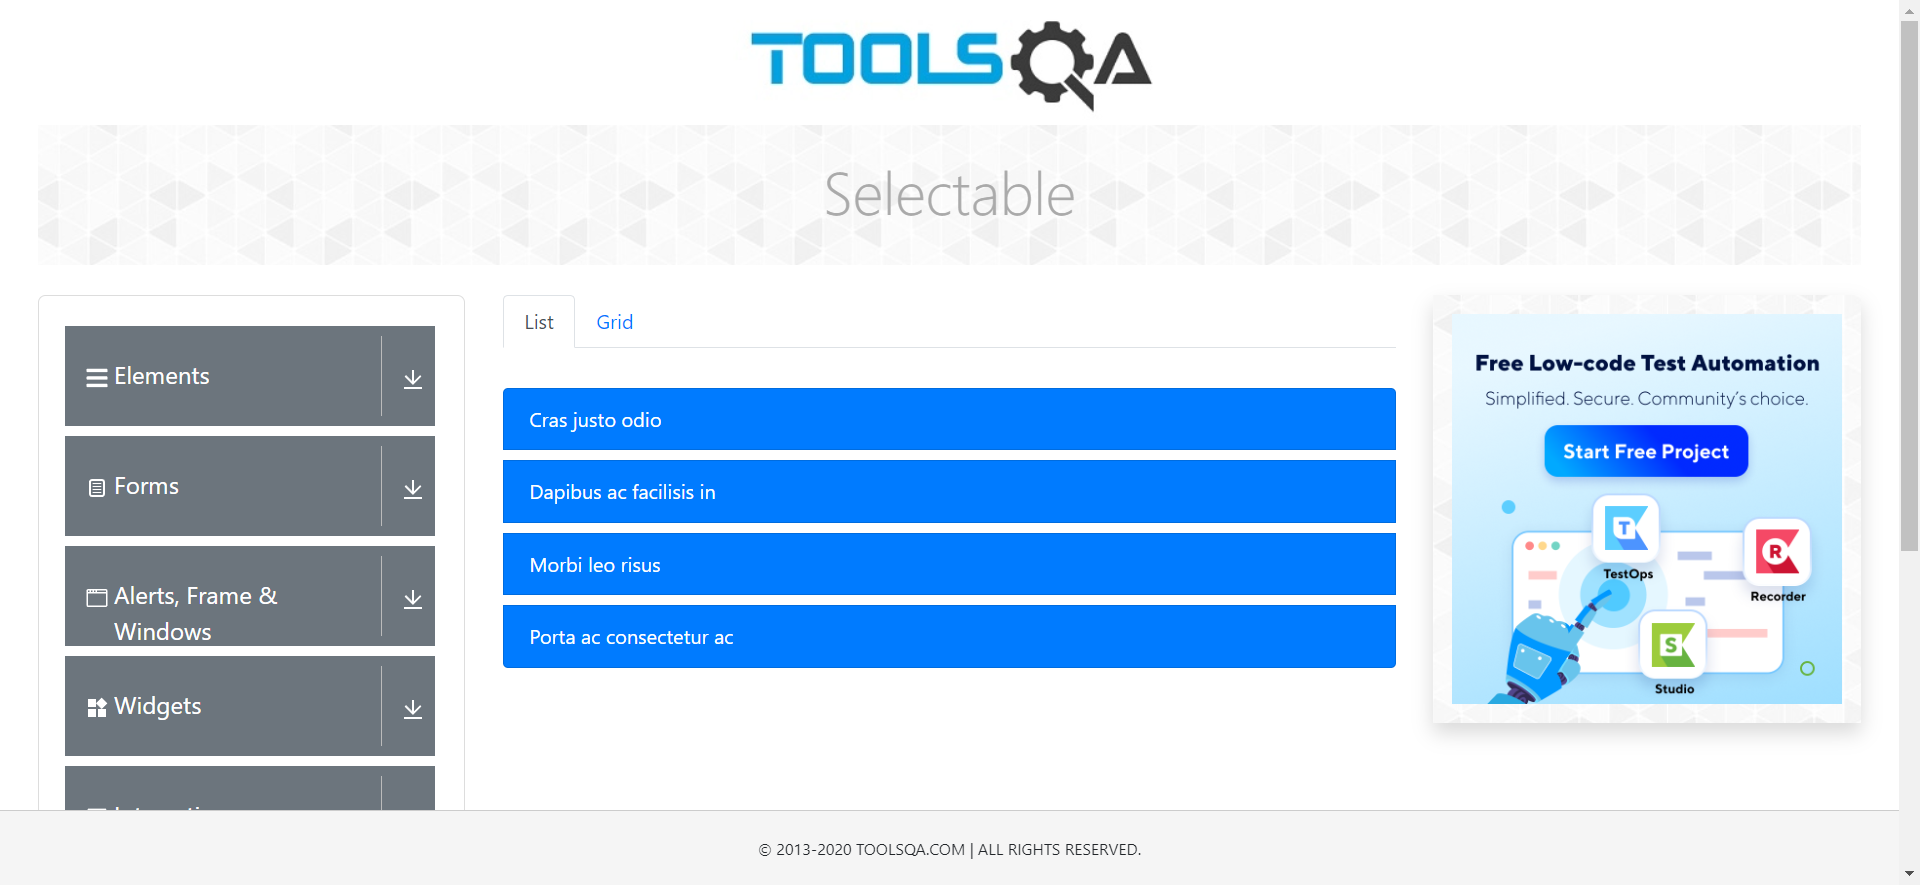 TOOLSQA
Selectable
Elements
Forms
Alerts, Frame &
Windows
Widgets
List
Grid
Cras justo odio
Dapibus ac facilisis in
Morbi leo risus
Porta ac consectetur ac
Free Low-code Test Automation
Simplified. Secure. Community's choice.
Start Free Project
T
TestOps
R
Recorder
S
Studio
© 2013-2020 TOOLSQA.COM | ALL RIGHTS RESERVED.